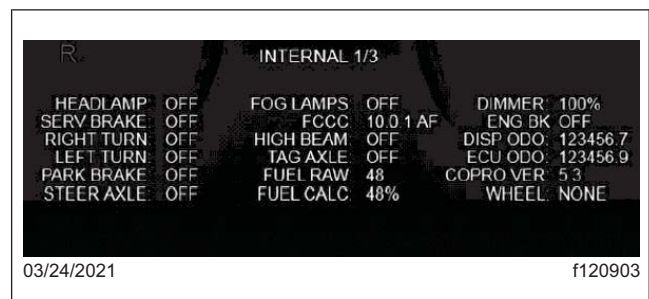 R.
INTERNAL 1/3
HEADLAMP: OFF FOG LAMPS: OFF DIMMER: 100%
SERV BRAKE: OFF FCCC: 10.0.1 AF ENG BK: OFF
RIGHT TURN: OFF HIGH BEAM: OFF DISP ODO: 123456.7
LEFT TURN: OFF TAG AXLE: OFF ECU ODO: 123456.9
PARK BRAKE: OFF FUEL RAW: 48 COPRO VER: 5.3
STEER AXLE: OFF FUEL CALC: 48% WHEEL: NONE
03/24/2021 f120903